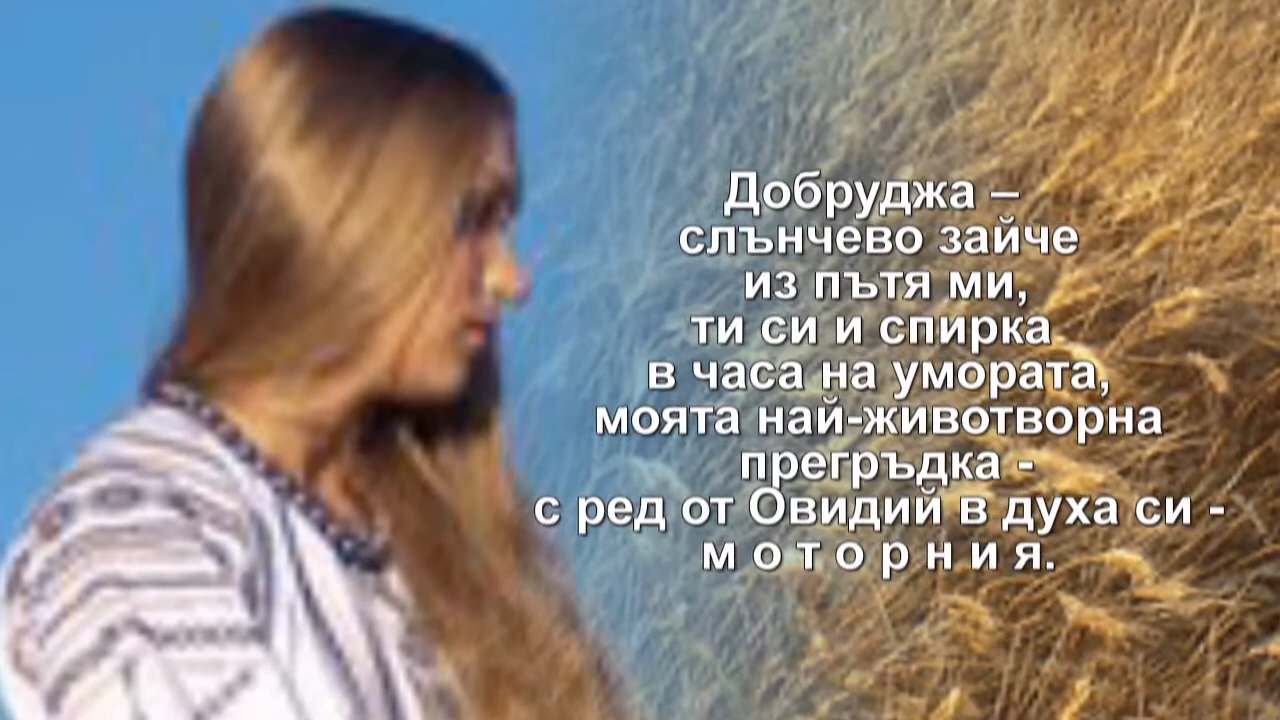 Добруджа –
слънчево зайче
из пътя ми,
ти си и спирка
в часа на умората,
моята най-животворна
прегръдка -
с ред от Овидий в духа си -
м о т о р н и я.